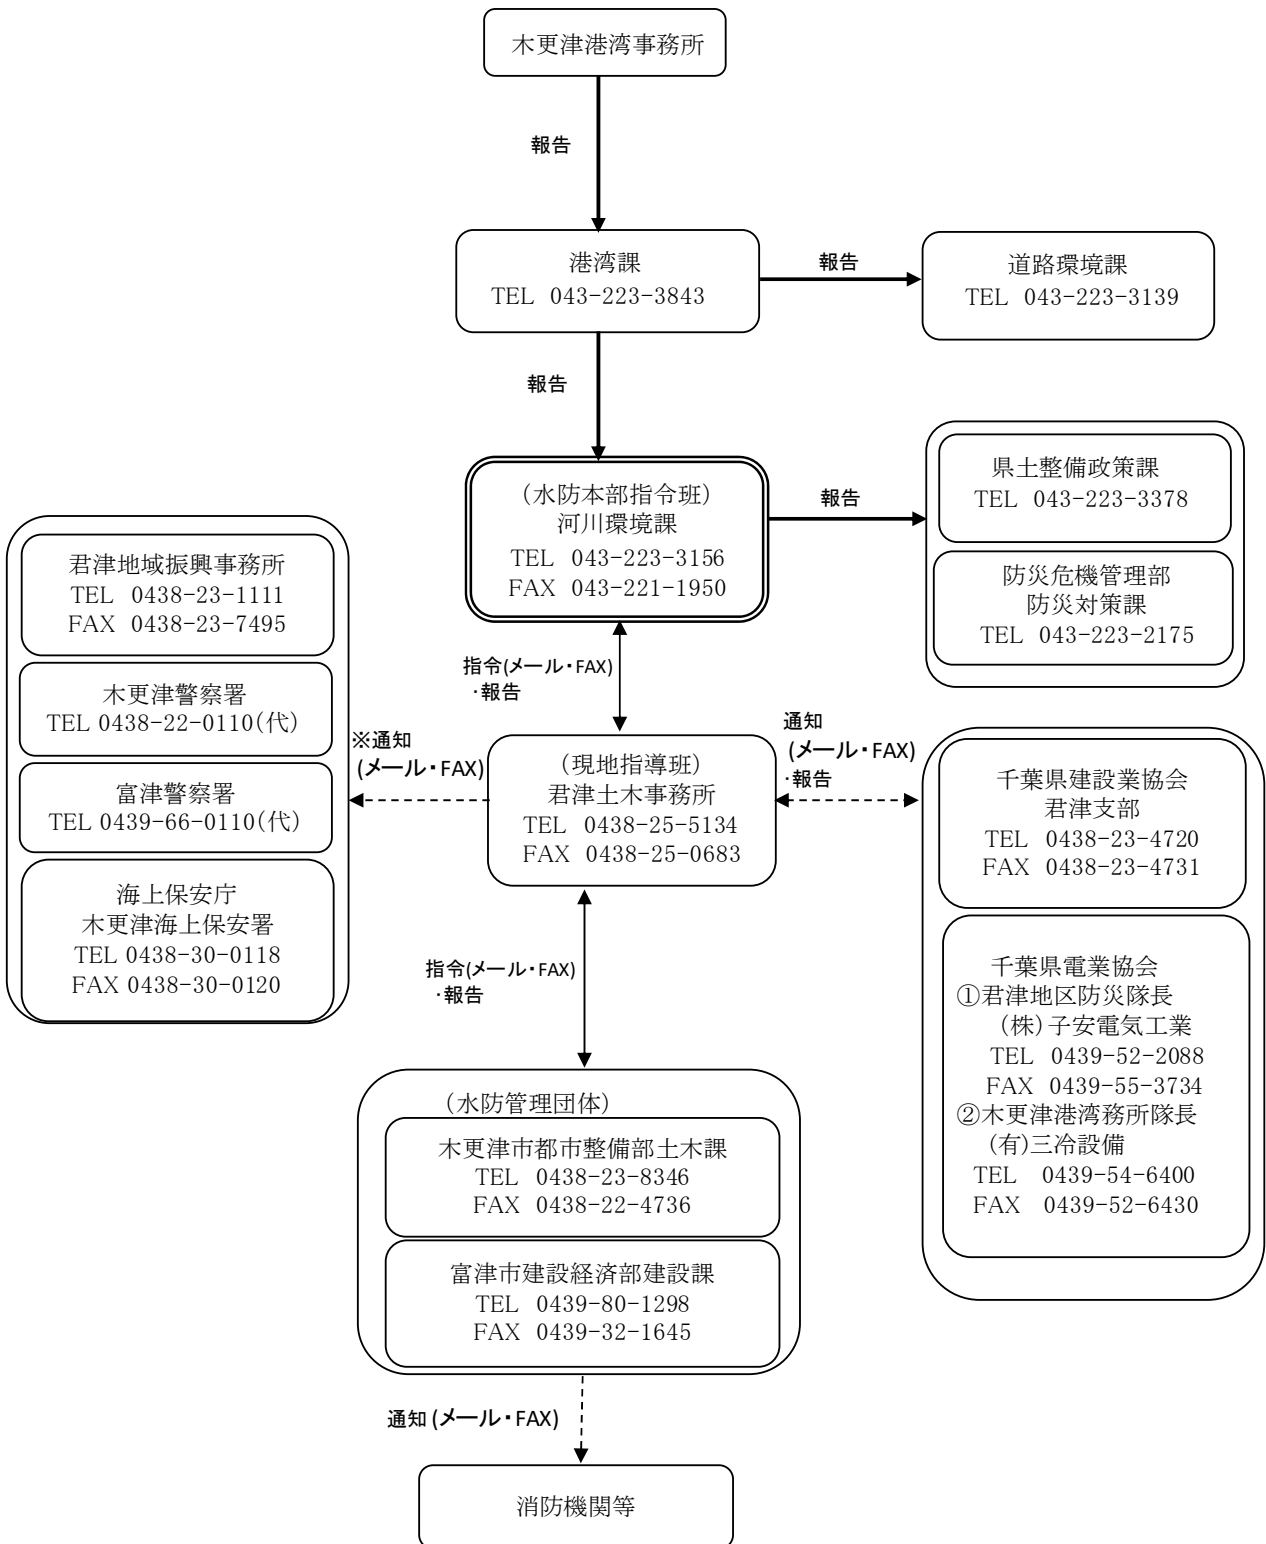 木更津港湾事務所
報告
港湾課
TEL 043-223-3843
報告
道路環境課
TEL 043-223-3139
報告
(水防本部指令班)
河川環境課
TEL 043-223-3156
FAX 043-221-1950
報告
県土整備政策課
TEL 043-223-3378
防災危機管理部
防災対策課
TEL 043-223-2175
指令(メール・FAX)
・報告
君津地域振興事務所
TEL 0438-23-1111
FAX 0438-23-7495
木更津警察署
TEL 0438-22-0110(代)
富津警察署
TEL 0439-66-0110(代)
海上保安庁
木更津海上保安署
TEL 0438-30-0118
FAX 0438-30-0120
※通知
(メール・FAX)
(現地指導班)
君津土木事務所
TEL 0438-25-5134
FAX 0438-25-0683
通知
(メール・FAX)
・報告
千葉県建設業協会
君津支部
TEL 0438-23-4720
FAX 0438-23-4731
千葉県電業協会
①君津地区防災隊長
(株)子安電気工業
TEL 0439-52-2088
FAX 0439-55-3734
②木更津港湾務所隊長
(有)三冷設備
TEL 0439-54-6400
FAX 0439-52-6430
指令(メール・FAX)
・報告
(水防管理団体)
木更津市都市整備部土木課
TEL 0438-23-8346
FAX 0438-22-4736
富津市建設経済部建設課
TEL 0439-80-1298
FAX 0439-32-1645
通知(メール・FAX)
消防機関等